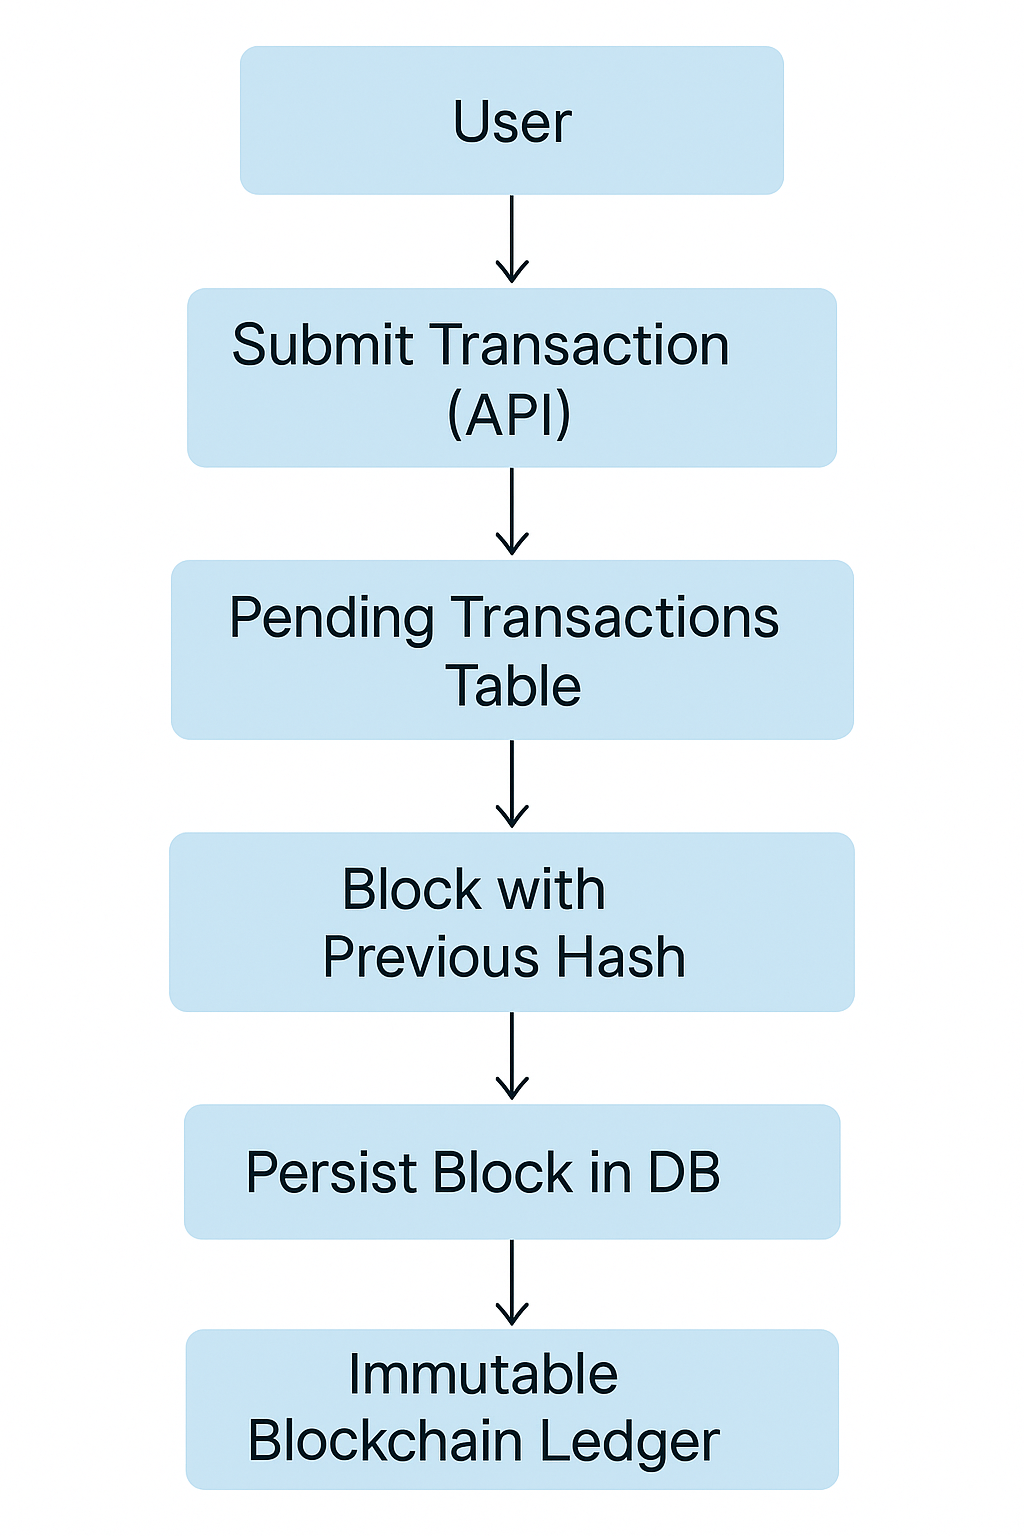 User
Submit Transaction
(API)
Pending Transactions
Table
Block with
Previous Hash
Persist Block in DB
Immutable
Blockchain Ledger